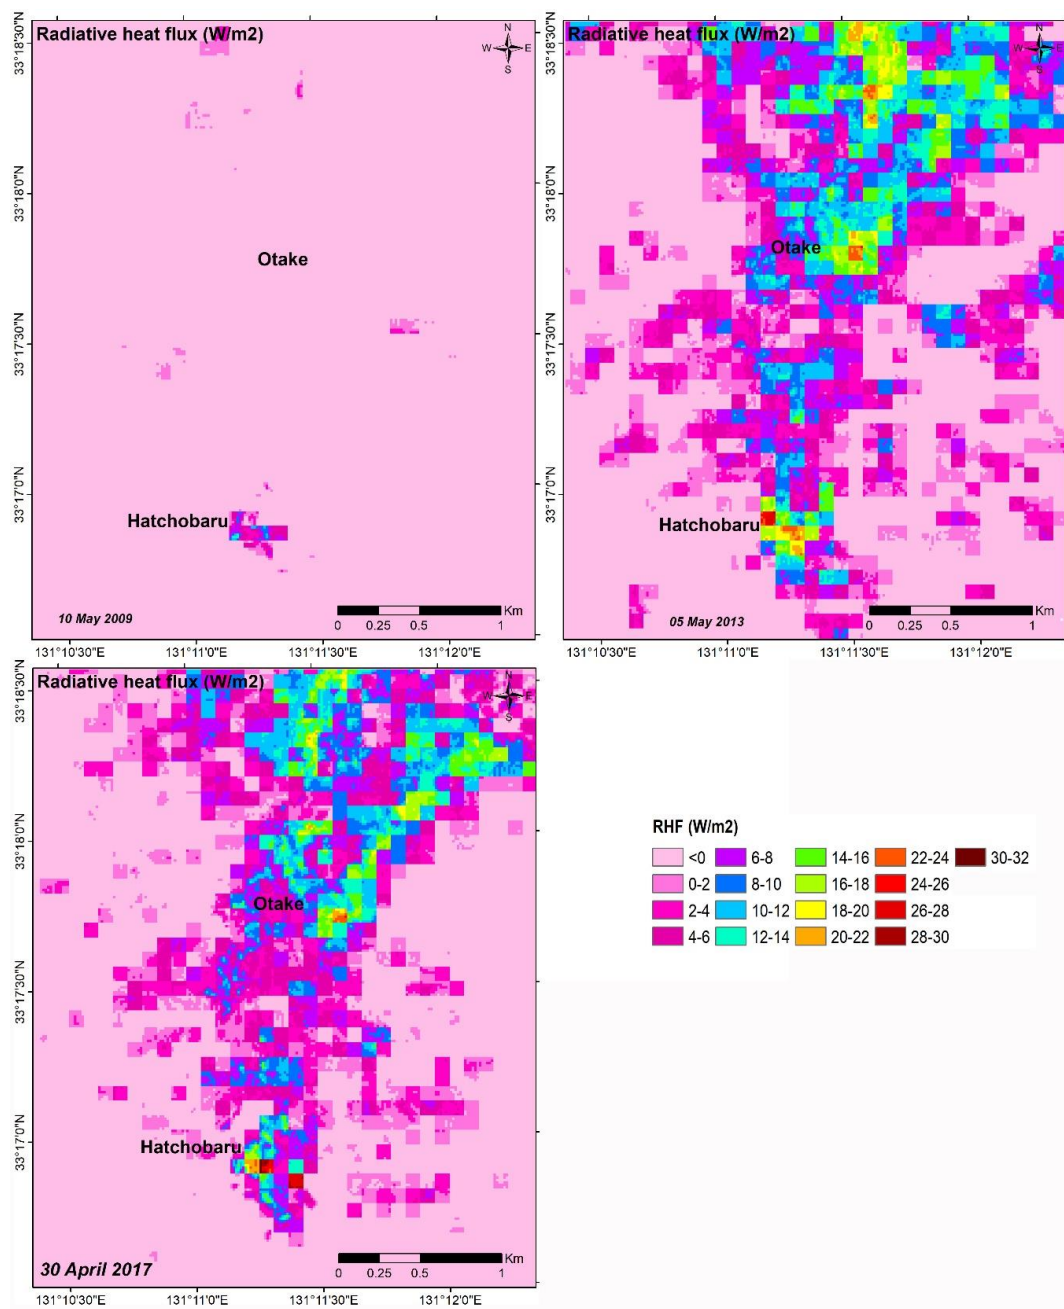 Radiative heat flux (W/m2)
N
W E
S
33°18'30"N
33°18'0"N
33°17'30"N
33°17'0"N
Otake
Hatchobaru
10 May 2009
Km
0 0.25 0.5 1
131°10'30"E 131°11'0"E 131°11'30"E 131°12'0"E
Radiative heat flux (W/m2)
N
W E
S
33°18'30"N
33°18'0"N
33°17'30"N
33°17'0"N
Otake
Hatchobaru
05 May 2013
Km
0 0.25 0.5 1
131°10'30"E 131°11'0"E 131°11'30"E 131°12'0"E
Radiative heat flux (W/m2)
N
W E
S
33°18'30"N
33°18'0"N
33°17'30"N
33°17'0"N
Otake
Hatchobaru
30 April 2017
Km
0 0.25 0.5 1
131°10'30"E 131°11'0"E 131°11'30"E 131°12'0"E
RHF (W/m2)
<0 6-8 14-16 22-24 30-32
0-2 8-10 16-18 24-26
2-4 10-12 18-20 26-28
4-6 12-14 20-22 28-30